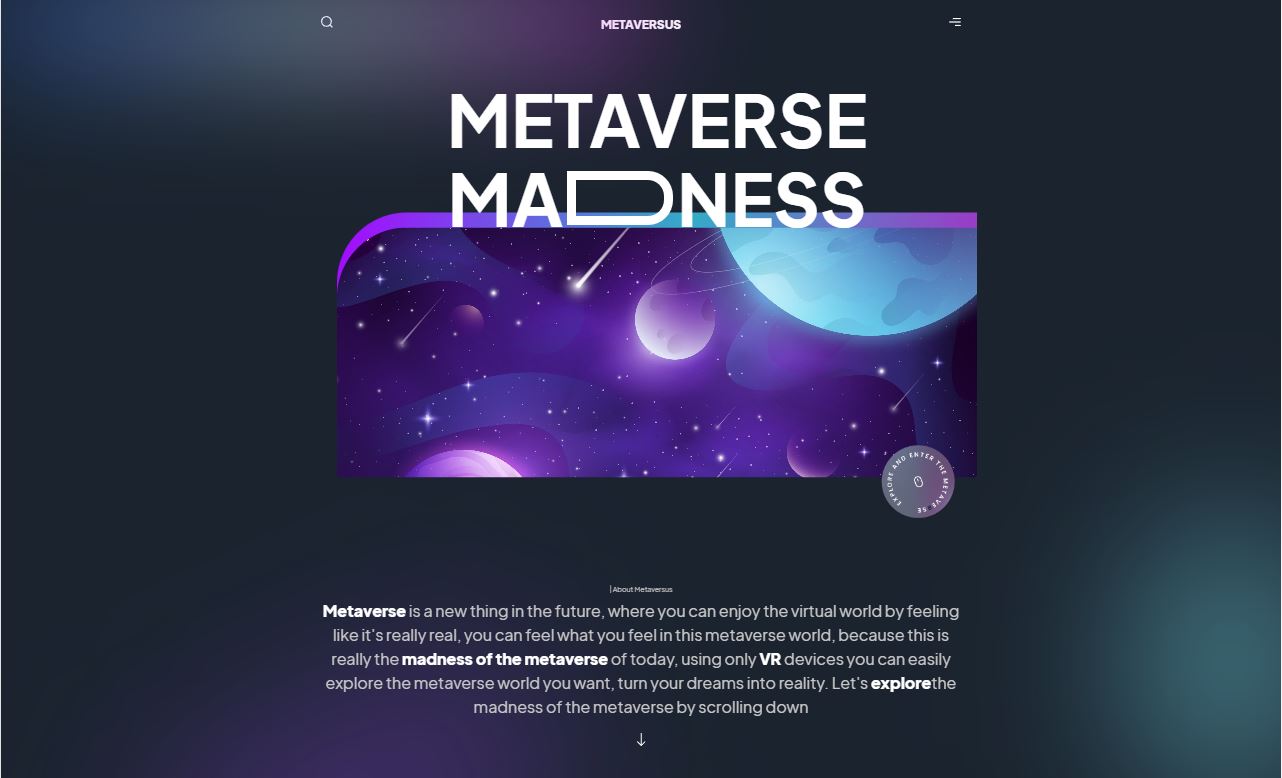 METAVERSUS
METAVERSE
MADNESS
EXPLORE AND ENTER THE METAVERSE
| About Metaversus
Metaverse is a new thing in the future, where you can enjoy the virtual world by feeling
like it's really real, you can feel what you feel in this metaverse world, because this is
really the madness of the metaverse of today, using only VR devices you can easily
explore the metaverse world you want, turn your dreams into reality. Let's explorethe
madness of the metaverse by scrolling down